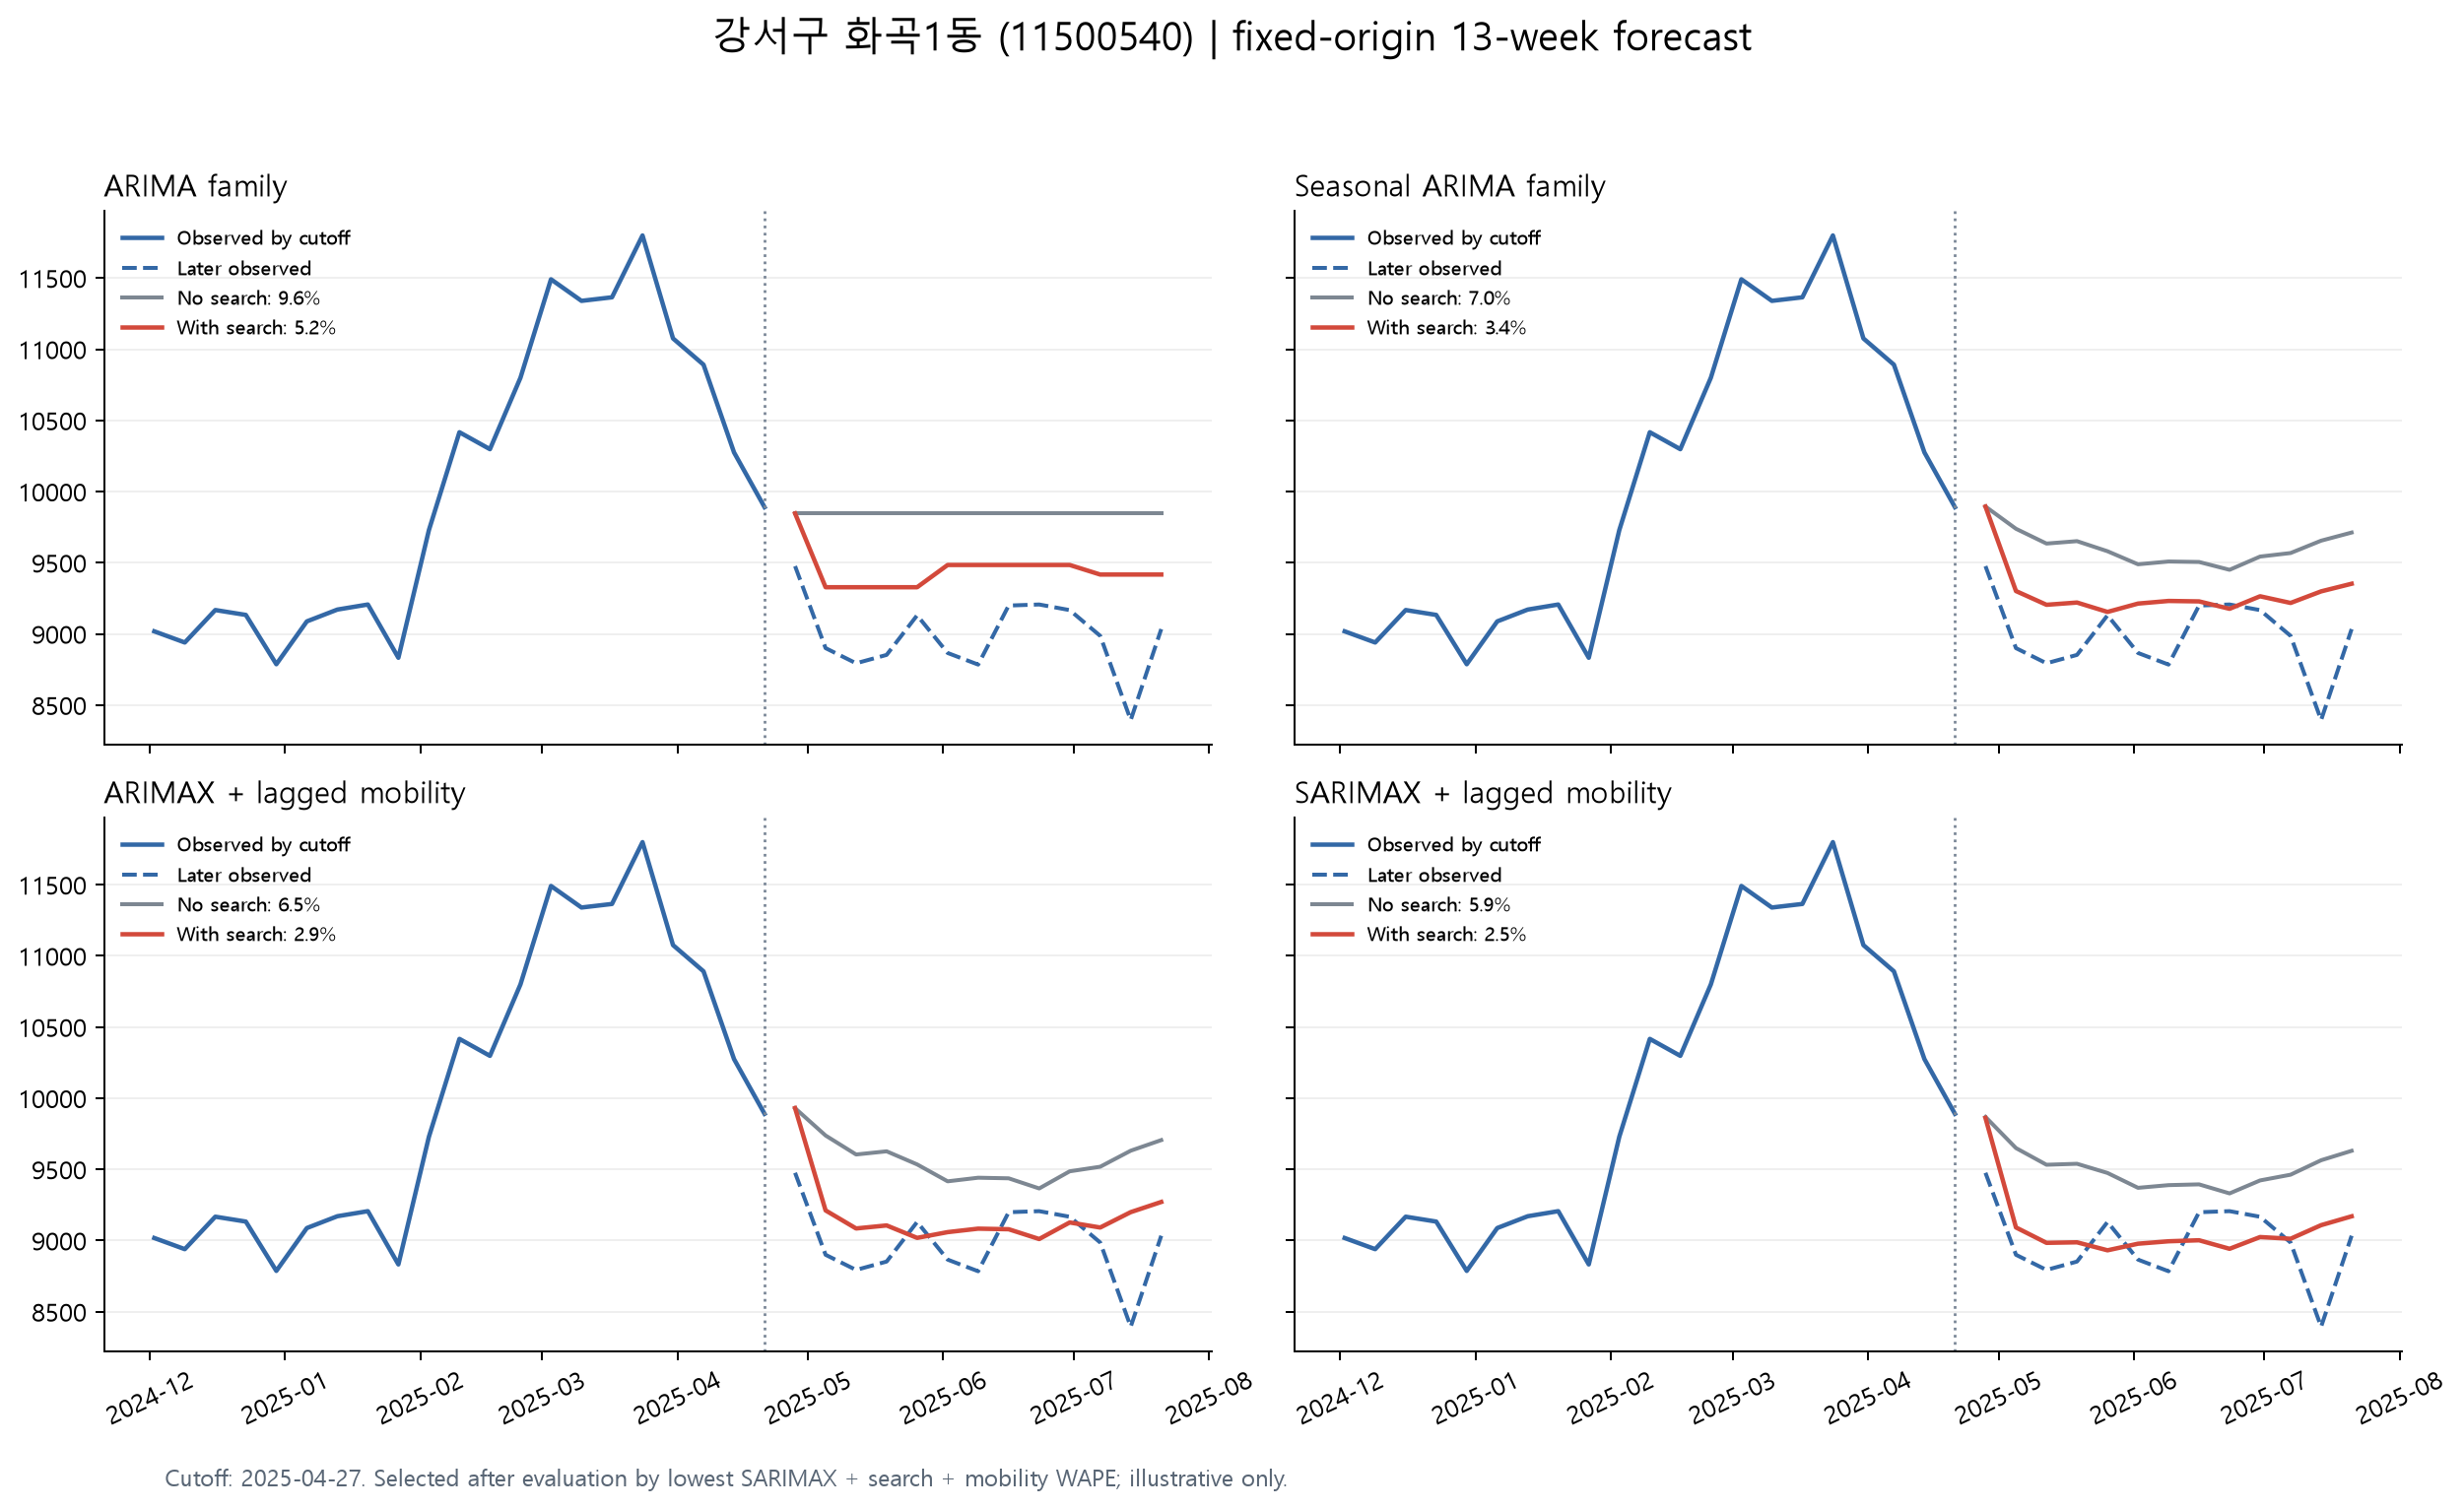 강서구 화곡1동 (11500540) | fixed-origin 13-week forecast
ARIMA family
Observed by cutoff
Later observed
No search: 9.6%
With search: 5.2%
11500
11000
10500
10000
9500
9000
8500
Seasonal ARIMA family
Observed by cutoff
Later observed
No search: 7.0%
With search: 3.4%
ARIMAX + lagged mobility
Observed by cutoff
Later observed
No search: 6.5%
With search: 2.9%
11500
11000
10500
10000
9500
9000
8500
2024-12
2025-01
2025-02
2025-03
2025-04
2025-05
2025-06
2025-07
2025-08
SARIMAX + lagged mobility
Observed by cutoff
Later observed
No search: 5.9%
With search: 2.5%
2024-12
2025-01
2025-02
2025-03
2025-04
2025-05
2025-06
2025-07
2025-08
Cutoff: 2025-04-27. Selected after evaluation by lowest SARIMAX + search + mobility WAPE; illustrative only.